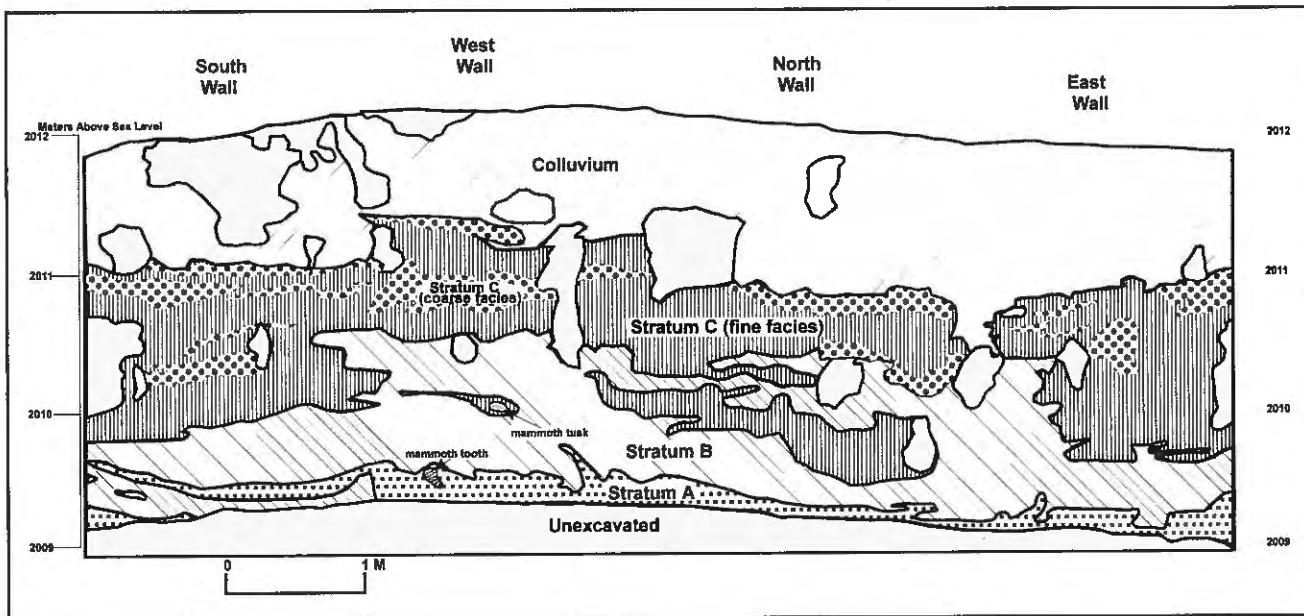 South
Wall
West
Wall
North
Wall
East
Wall
Meters Above Sea Level
2012
2012
Colluvium
2011
2011
Stratum C
(coarse facies)
Stratum C (fine facies)
2010
2010
mammoth tusk
mammoth tooth
Stratum B
Stratum A
Unexcavated
2009
2009
0
1 M